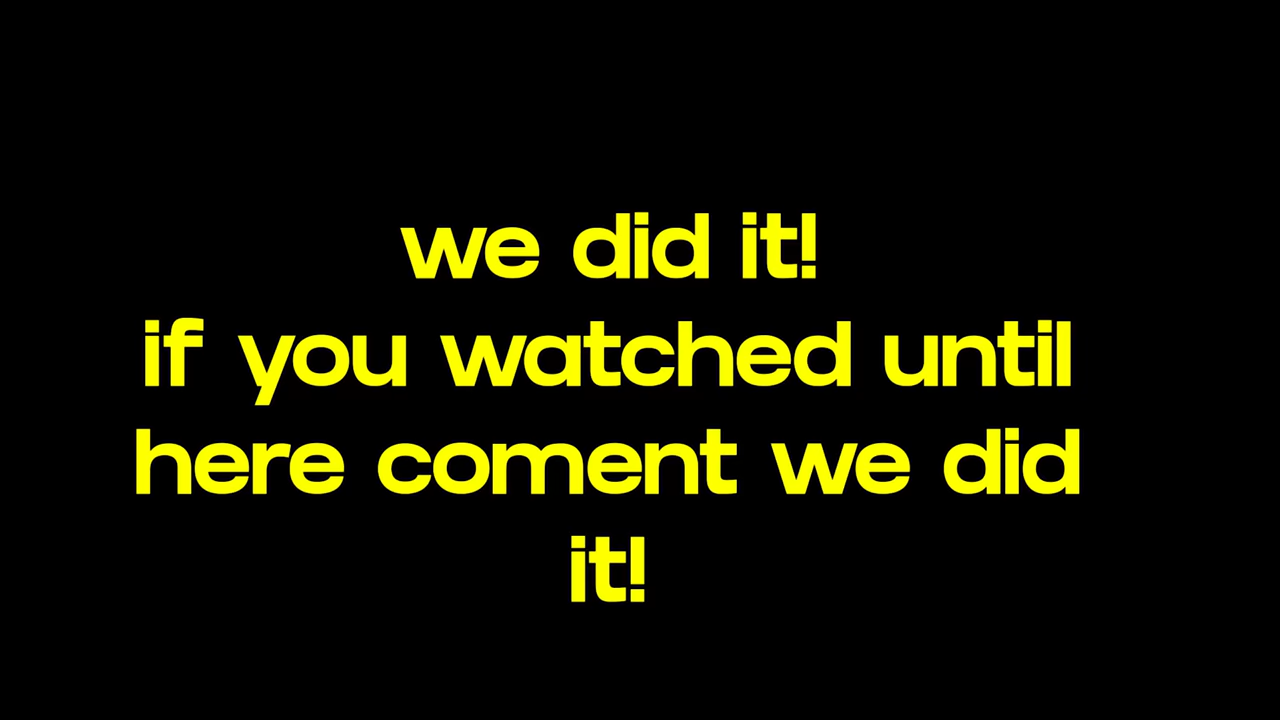 we did it!
if you watched until
here coment we did
it!